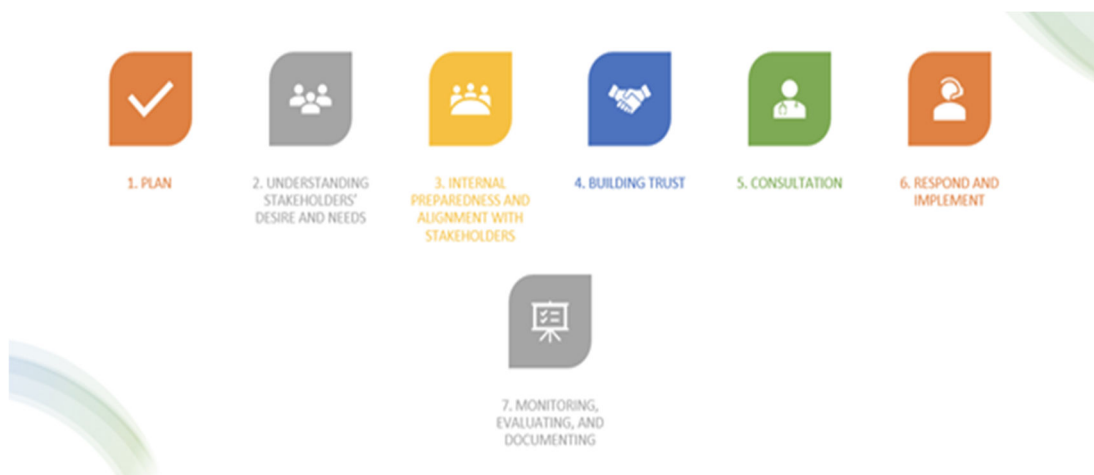 1. PLAN
2. UNDERSTANDING
STAKEHOLDERS'
DESIRE AND NEEDS
3. INTERNAL
PREPAREDNESS AND
ALIGNMENT WITH
STAKEHOLDERS
4. BUILDING TRUST
5. CONSULTATION
6. RESPOND AND
IMPLEMENT
7. MONITORING,
EVALUATING, AND
DOCUMENTING